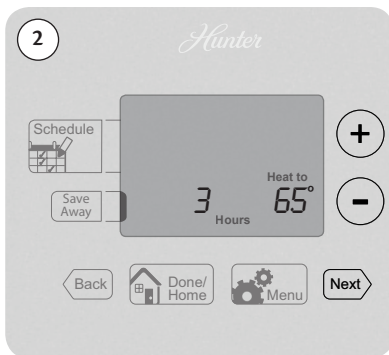 2
Hunter
Schedule
Heat to
Save
Away
3
Hours
65°
+
-
Back
Done/
Home
Menu
Next